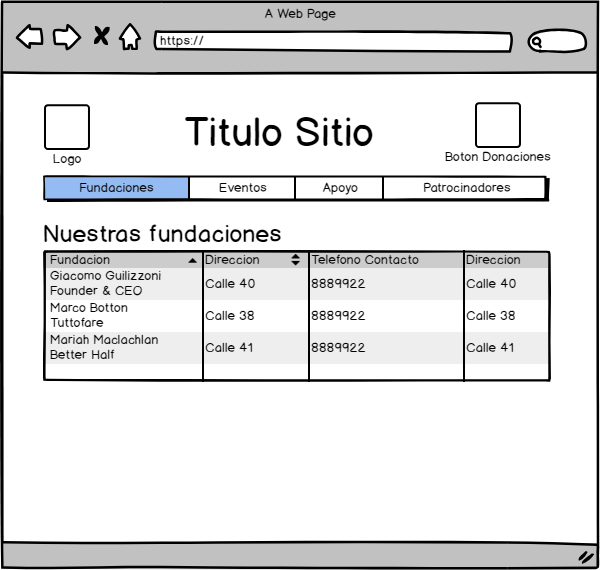 A Web Page
https://
Titulo Sitio
Logo
Boton Donaciones
Fundaciones Eventos Apoyo Patrocinadores
Nuestras fundaciones
Fundacion Direccion Telefono Contacto Direccion
Giacomo Guilizzoni
Founder & CEO
Calle 40 8889922 Calle 40
Marco Botton
Tuttofare
Calle 38 8889922 Calle 38
Mariah Maclachlan
Better Half
Calle 41 8889922 Calle 41